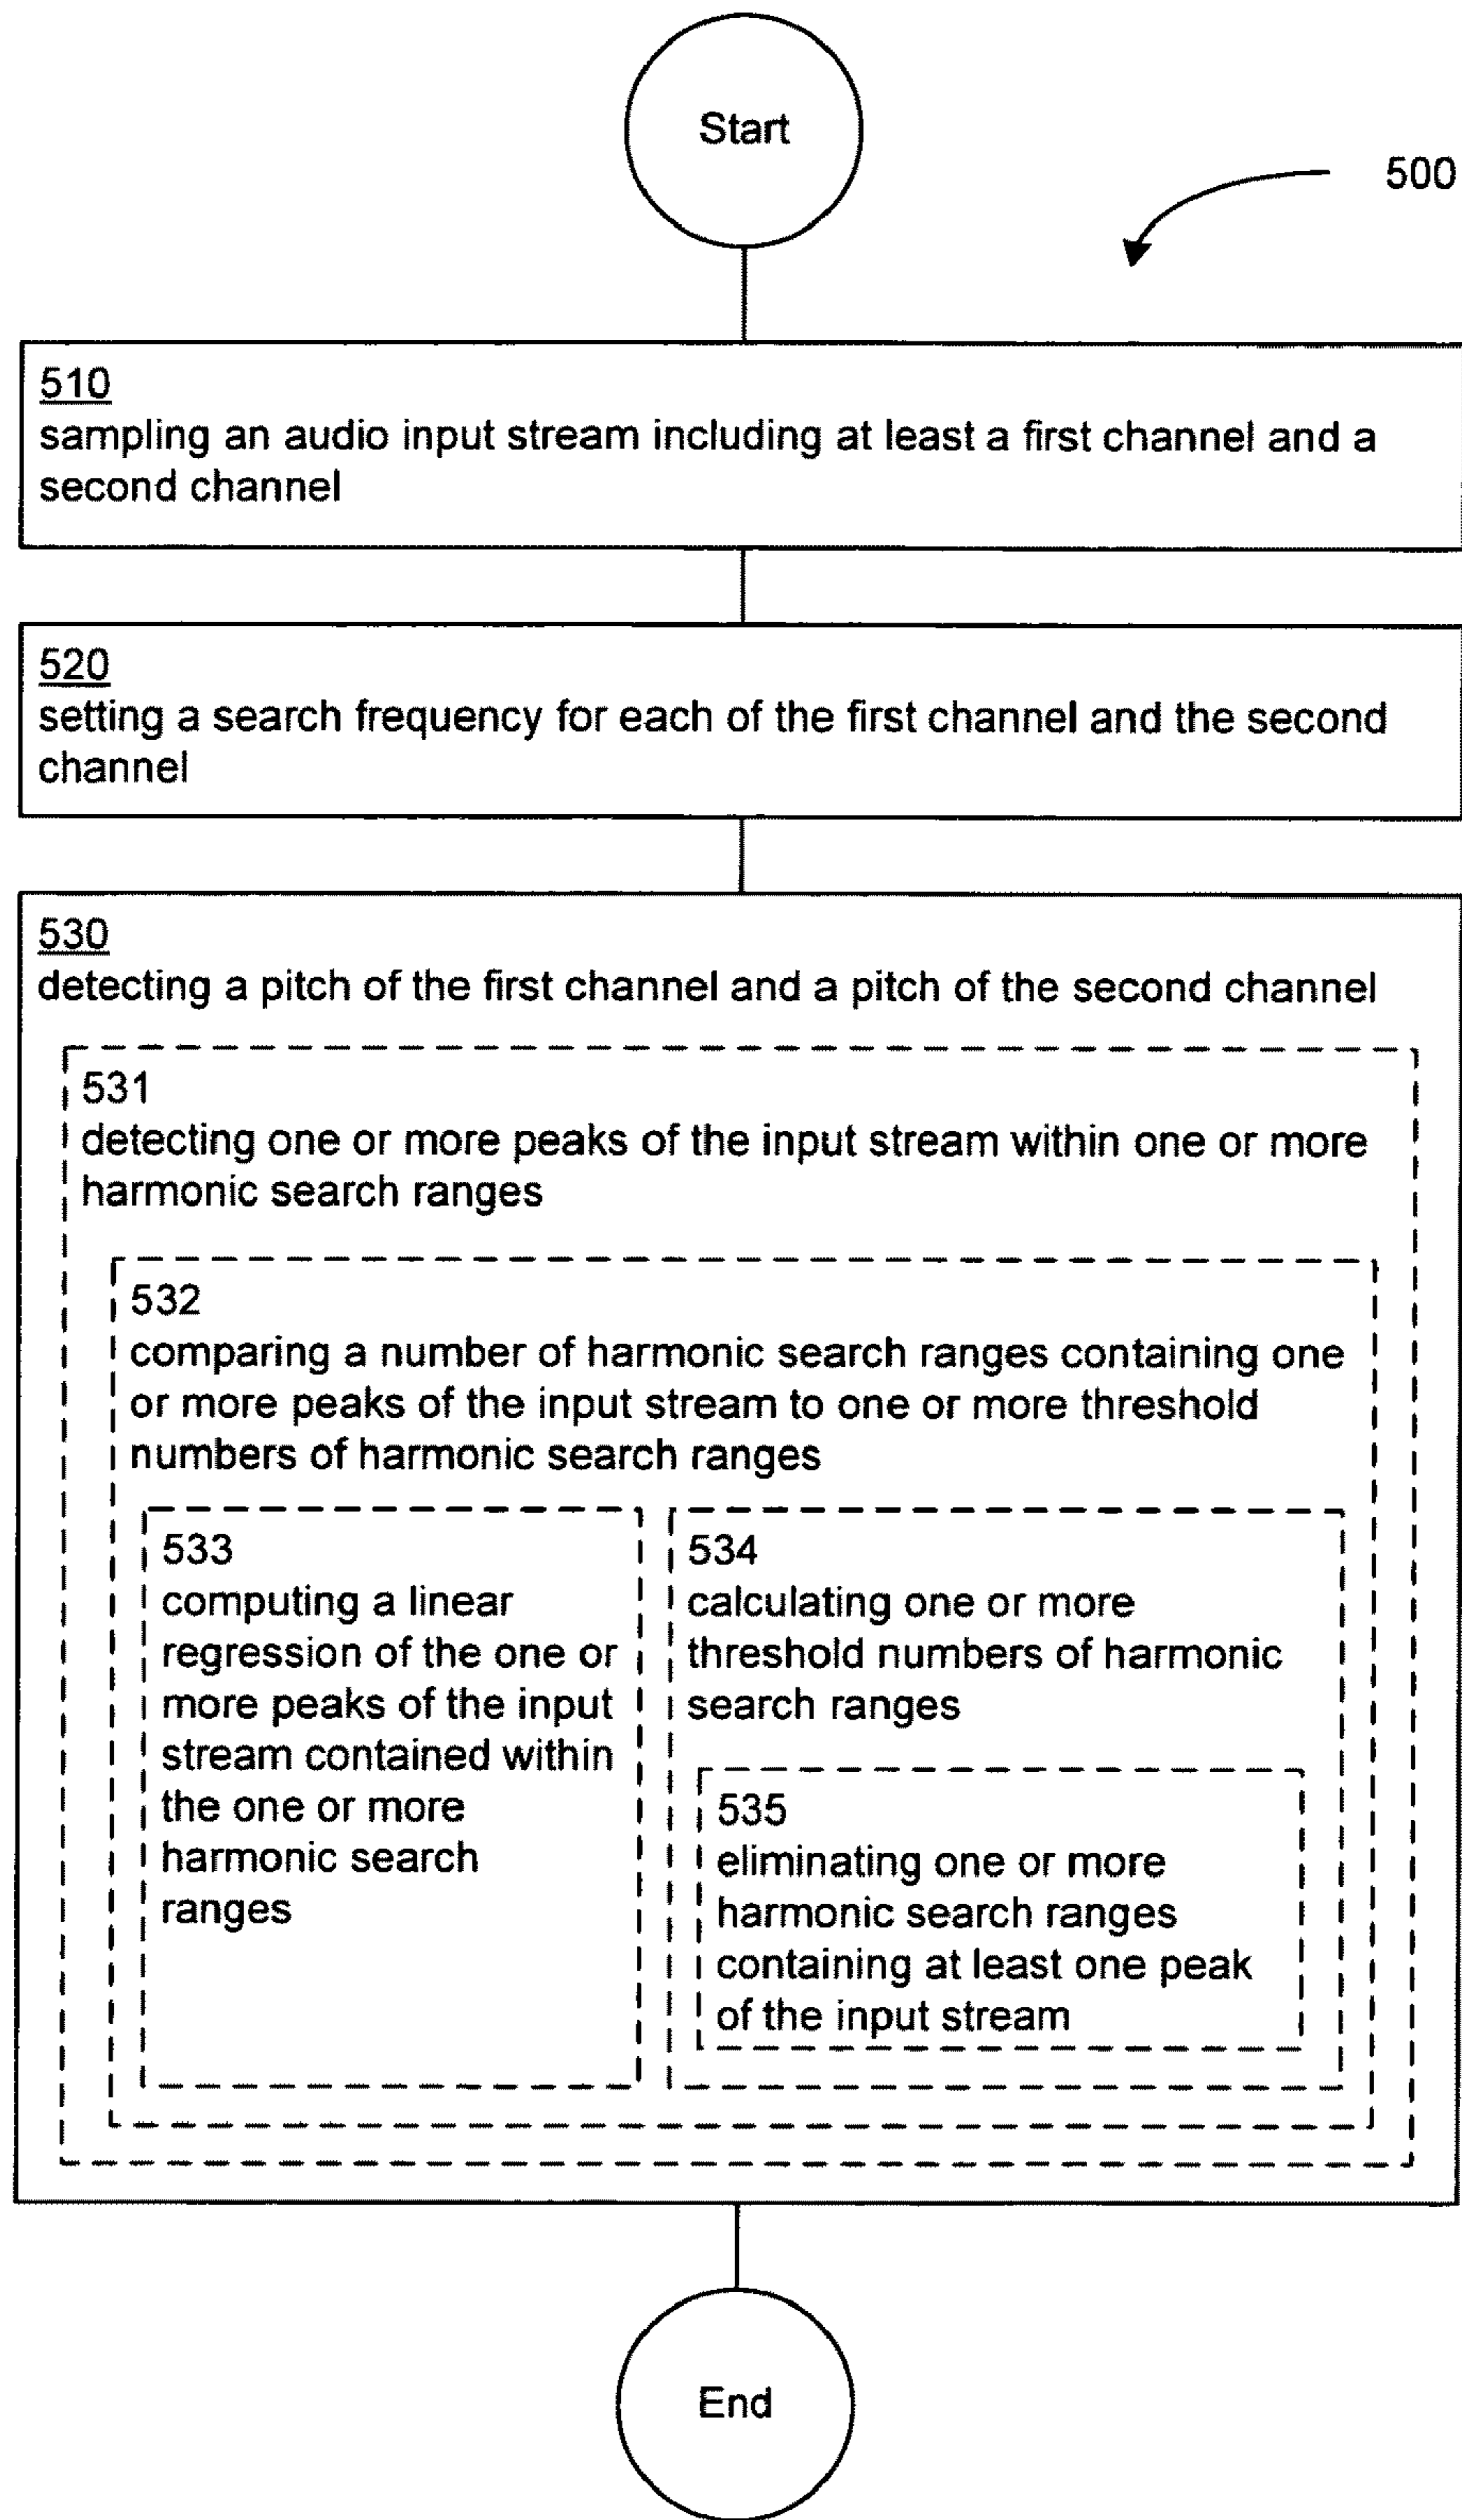 Start
500
510
sampling an audio input stream including at least a first channel and a
second channel
520
setting a search frequency for each of the first channel and the second
channel
530
detecting a pitch of the first channel and a pitch of the second channel
531
detecting one or more peaks of the input stream within one or more
harmonic search ranges
532
comparing a number of harmonic search ranges containing one
or more peaks of the input stream to one or more threshold
numbers of harmonic search ranges
533
computing a linear
regression of the one or
more peaks of the input
stream contained within
the one or more
harmonic search
ranges
534
calculating one or more
threshold numbers of harmonic
search ranges
535
eliminating one or more
harmonic search ranges
containing at least one peak
of the input stream
End